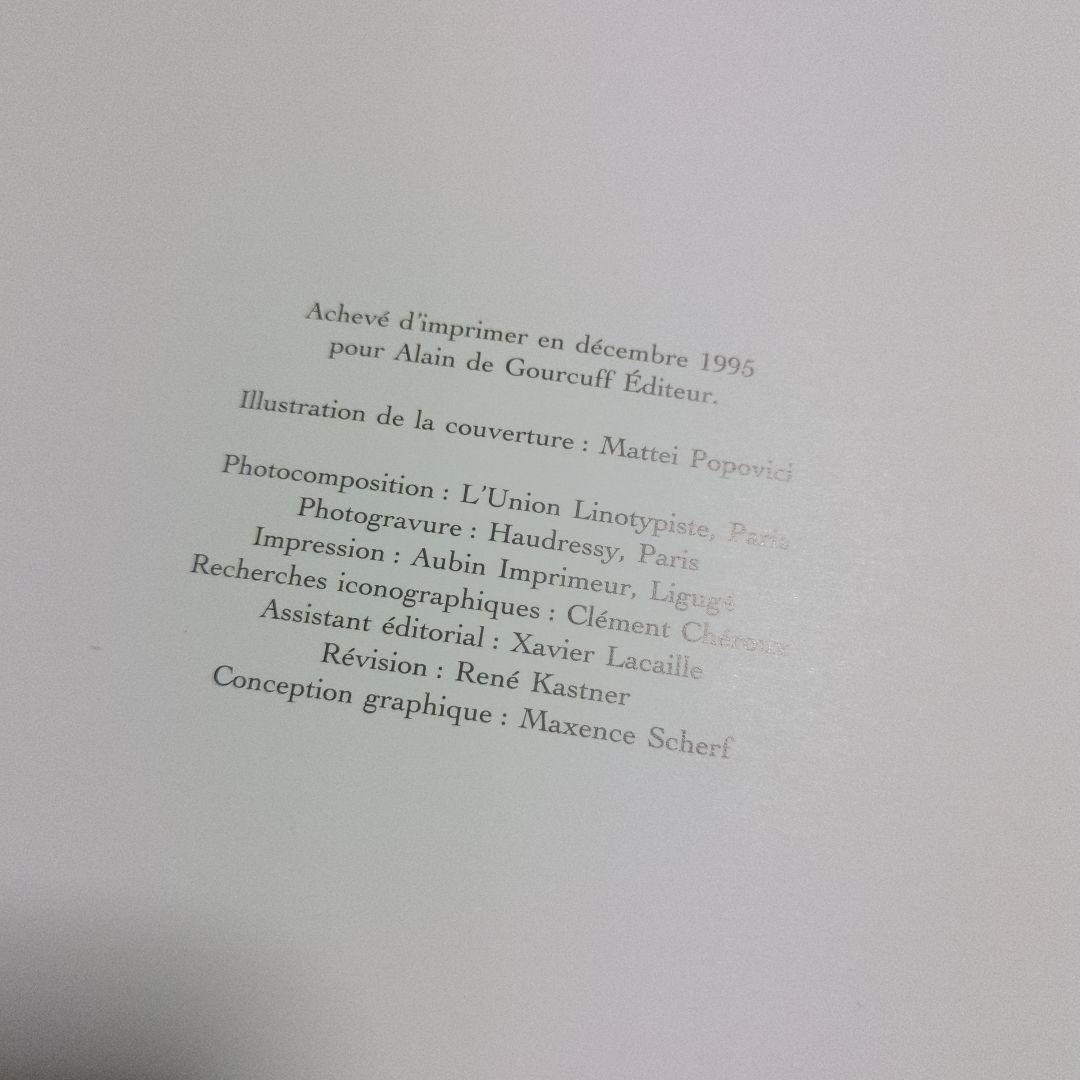 Achevé d'imprimer en décembre 1995
pour Alain de Gourcuff Éditeur.
Illustration de la couverture : Mattei Popovici
Photocomposition : L'Union Linotypiste, Paris
Photogravure : Haudressy, Paris
Impression : Aubin Imprimeur, Ligugé
Recherches iconographiques : Clément Chéroux
Assistant éditorial : Xavier Lacaille
Révision : René Kastner
Conception graphique : Maxence Scherf